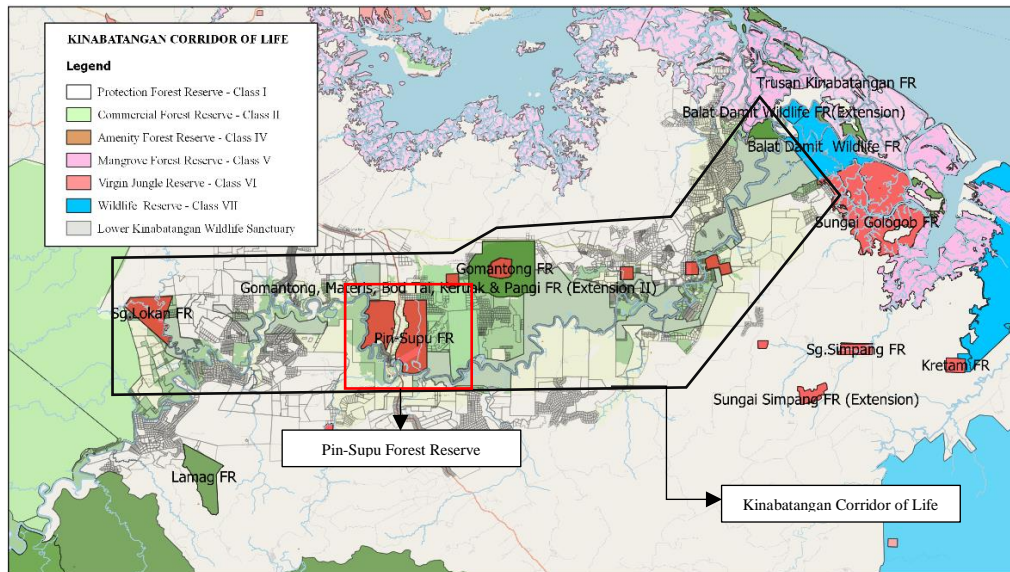 KINABATANGAN CORRIDOR OF LIFE
Legend
Protection Forest Reserve - Class I
Commercial Forest Reserve - Class II
Amenity Forest Reserve - Class IV
Mangrove Forest Reserve - Class V
Virgin Jungle Reserve - Class VI
Wildlife Reserve - Class VII
Lower Kinabatangan Wildlife Sanctuary
Trusan Kinabatangan FR
Balat Damit Wildlife FR(Extension)
Balat Damit Wildlife FR
Sungai Gologob FR
Gomantong FR
Gomantong, Materis, Bod Tai, Keruak & Pangi FR (Extension II)
Sg.Lokan FR
Pin-Supu FR
Sg.Simpang FR
Kretam FR
Sungai Simpang FR (Extension)
Pin-Supu Forest Reserve
Lamag FR
Kinabatangan Corridor of Life